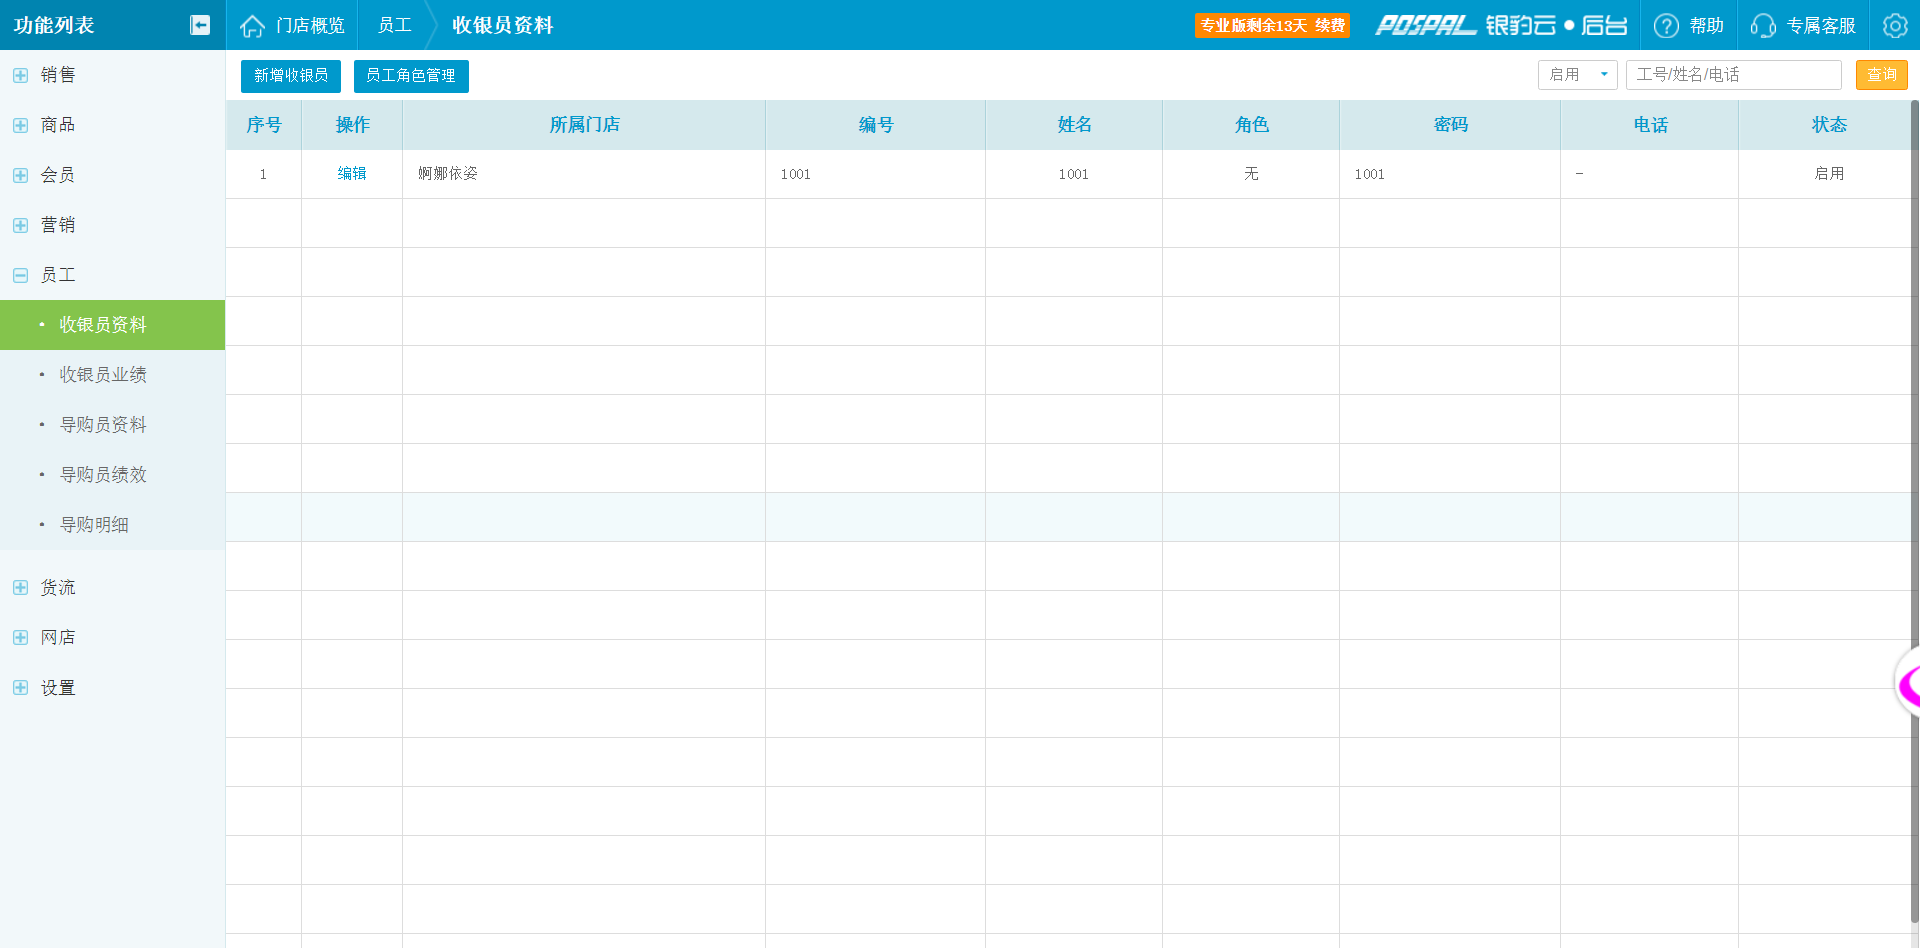 功能列表
门店概览
员工
收银员资料
专业版剩余13天 续费
POSPAL 银豹云●后台
帮助
专属客服
销售
商品
会员
营销
员工
• 收银员资料
• 收银员业绩
• 导购员资料
• 导购员绩效
• 导购明细
货流
网店
设置
新增收银员 员工角色管理 启用 工号/姓名/电话 查询
序号 操作 所属门店 编号 姓名 角色 密码 电话 状态
1 编辑 婀娜依姿 1001 1001 无 1001 - 启用